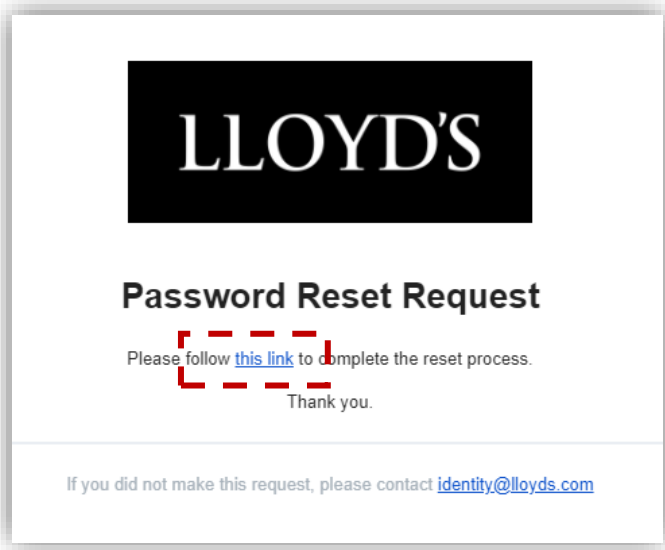 LLOYD'S
Password Reset Request
Please follow this link to complete the reset process.
Thank you.
If you did not make this request, please contact identity@lloyds.com